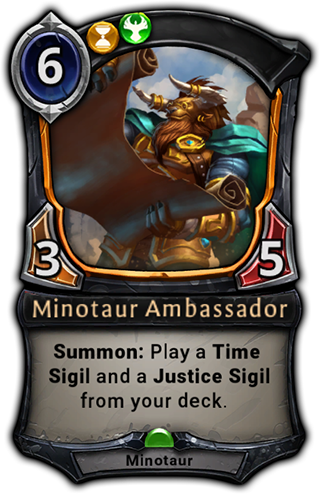 6
3
5
Minotaur Ambassador
Summon: Play a Time
Sigil and a Justice Sigil
from your deck.
Minotaur